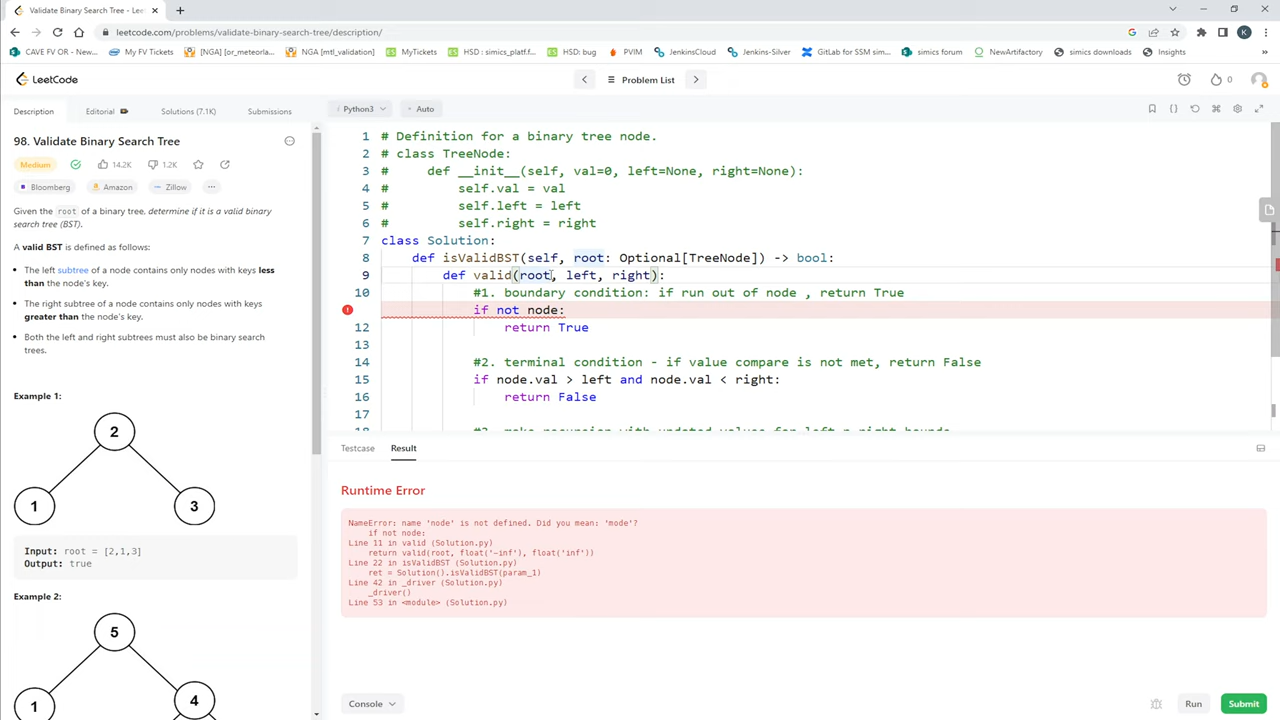 Validate Binary Search Tree - Lee
leetcode.com/problems/validate-binary-search-tree/description/
CAVE FV OR - New... My FV Tickets [NGA] [or_meteorla... NGA [mtl_validation] MyTickets HSD : simics_platf... HSD: bug PVIM JenkinsCloud Jenkins-Silver GitLab for SSM sim... simics forum NewArtifactory simics downloads Insights
LeetCode
Problem List
0
Description Editorial Solutions (7.1K) Submissions
Python3 Auto
98. Validate Binary Search Tree
Medium 14.2K 1.2K
Bloomberg Amazon Zillow
Given the root of a binary tree, determine if it is a valid binary
search tree (BST).
A valid BST is defined as follows:
The left subtree of a node contains only nodes with keys less
than the node's key.
The right subtree of a node contains only nodes with keys
greater than the node's key.
Both the left and right subtrees must also be binary search
trees.
Example 1:
2
1 3
Input: root = [2,1,3]
Output: true
Example 2:
5
1 4
1 # Definition for a binary tree node.
2 # class TreeNode:
3 # def __init__(self, val=0, left=None, right=None):
4 # self.val = val
5 # self.left = left
6 # self.right = right
7 class Solution:
8 def isValidBST(self, root: Optional[TreeNode]) -> bool:
9 def valid(root, left, right):
10 #1. boundary condition: if run out of node , return True
if not node:
12 return True
13
14 #2. terminal condition - if value compare is not met, return False
15 if node.val > left and node.val < right:
16 return False
17
Testcase Result
Runtime Error
NameError: name 'node' is not defined. Did you mean: 'mode'?
if not node:
Line 11 in valid (Solution.py)
return valid(root, float('-inf'), float('inf'))
Line 22 in isValidBST (Solution.py)
ret = Solution().isValidBST(param_1)
Line 42 in _driver (Solution.py)
_driver()
Line 53 in <module> (Solution.py)
Console Run Submit